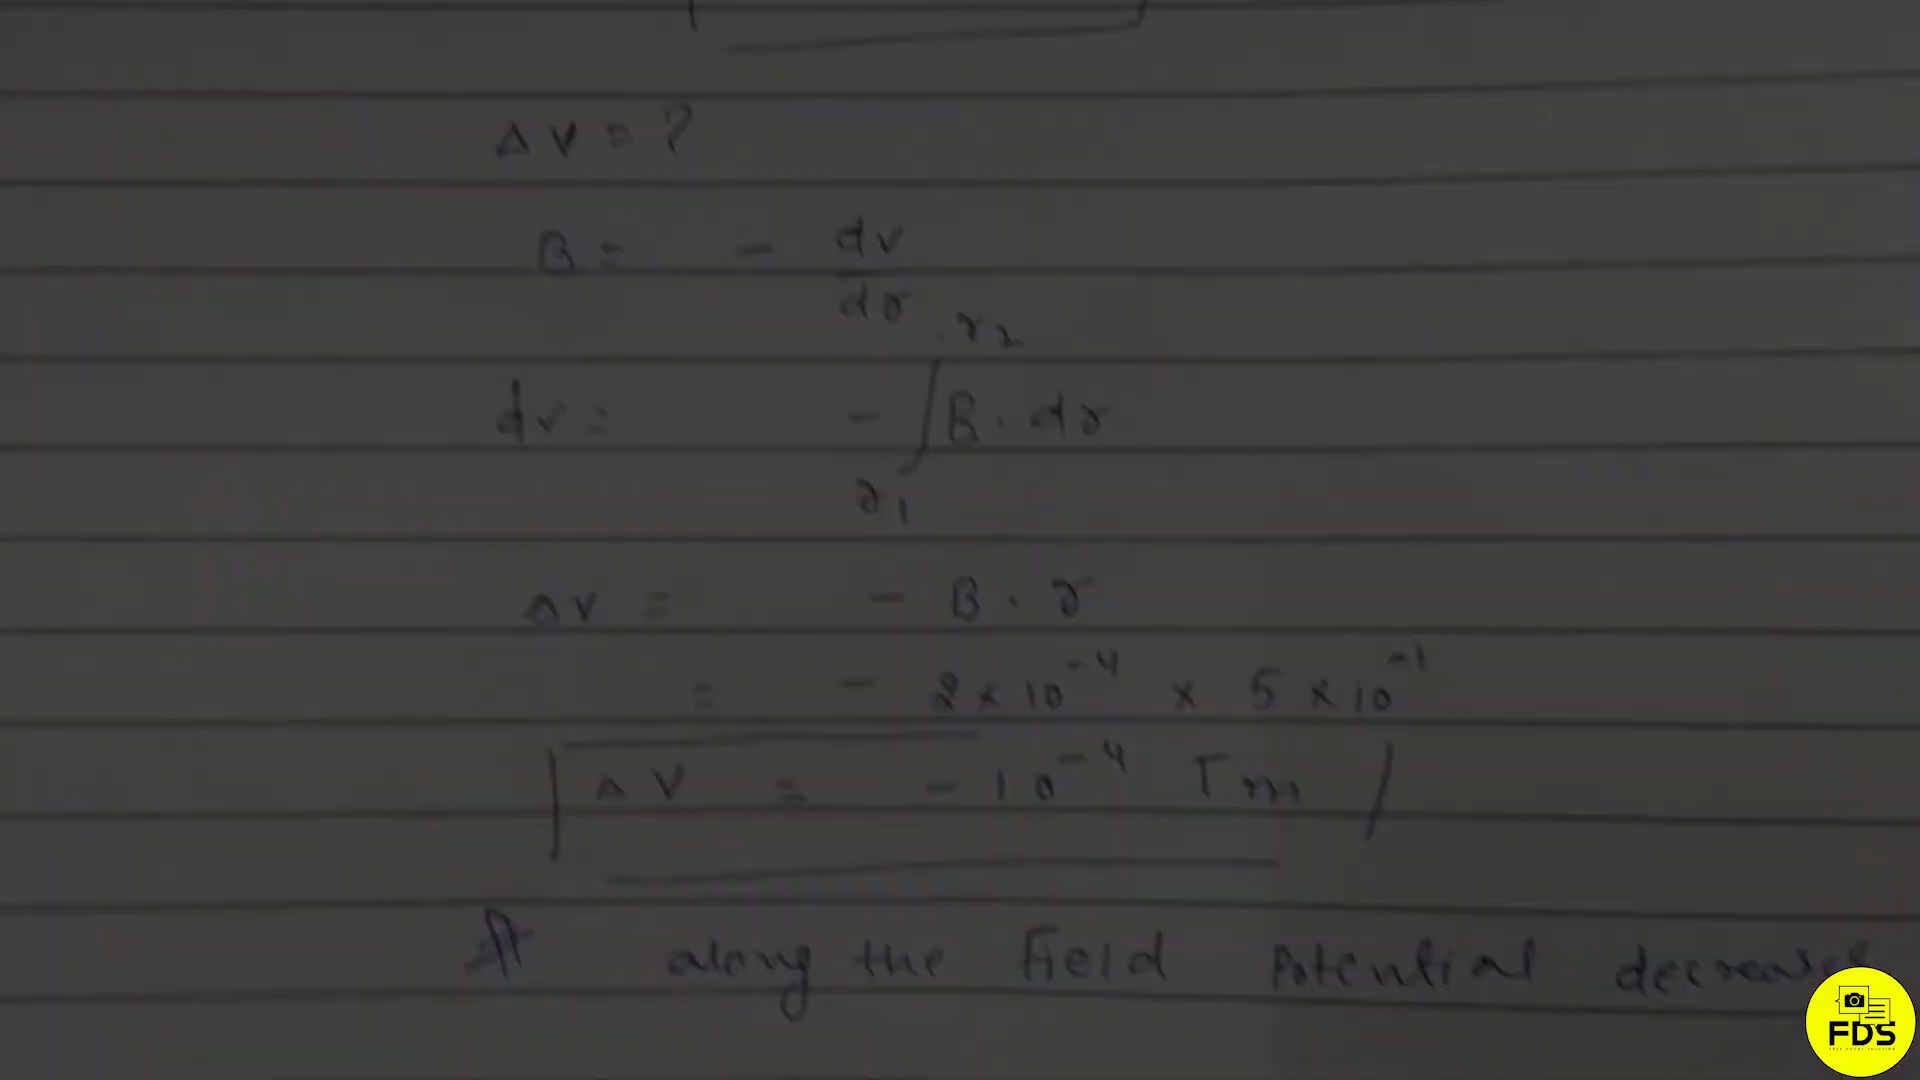 ΔV = ?
B = - dv/dr
dv = - ∫ B . dr
r2
r1
ΔV = - B . r
= - 2 x 10^-4 x 5 x 10^-1
ΔV = - 10^-4 Tm
along the field potential decreases
FDS